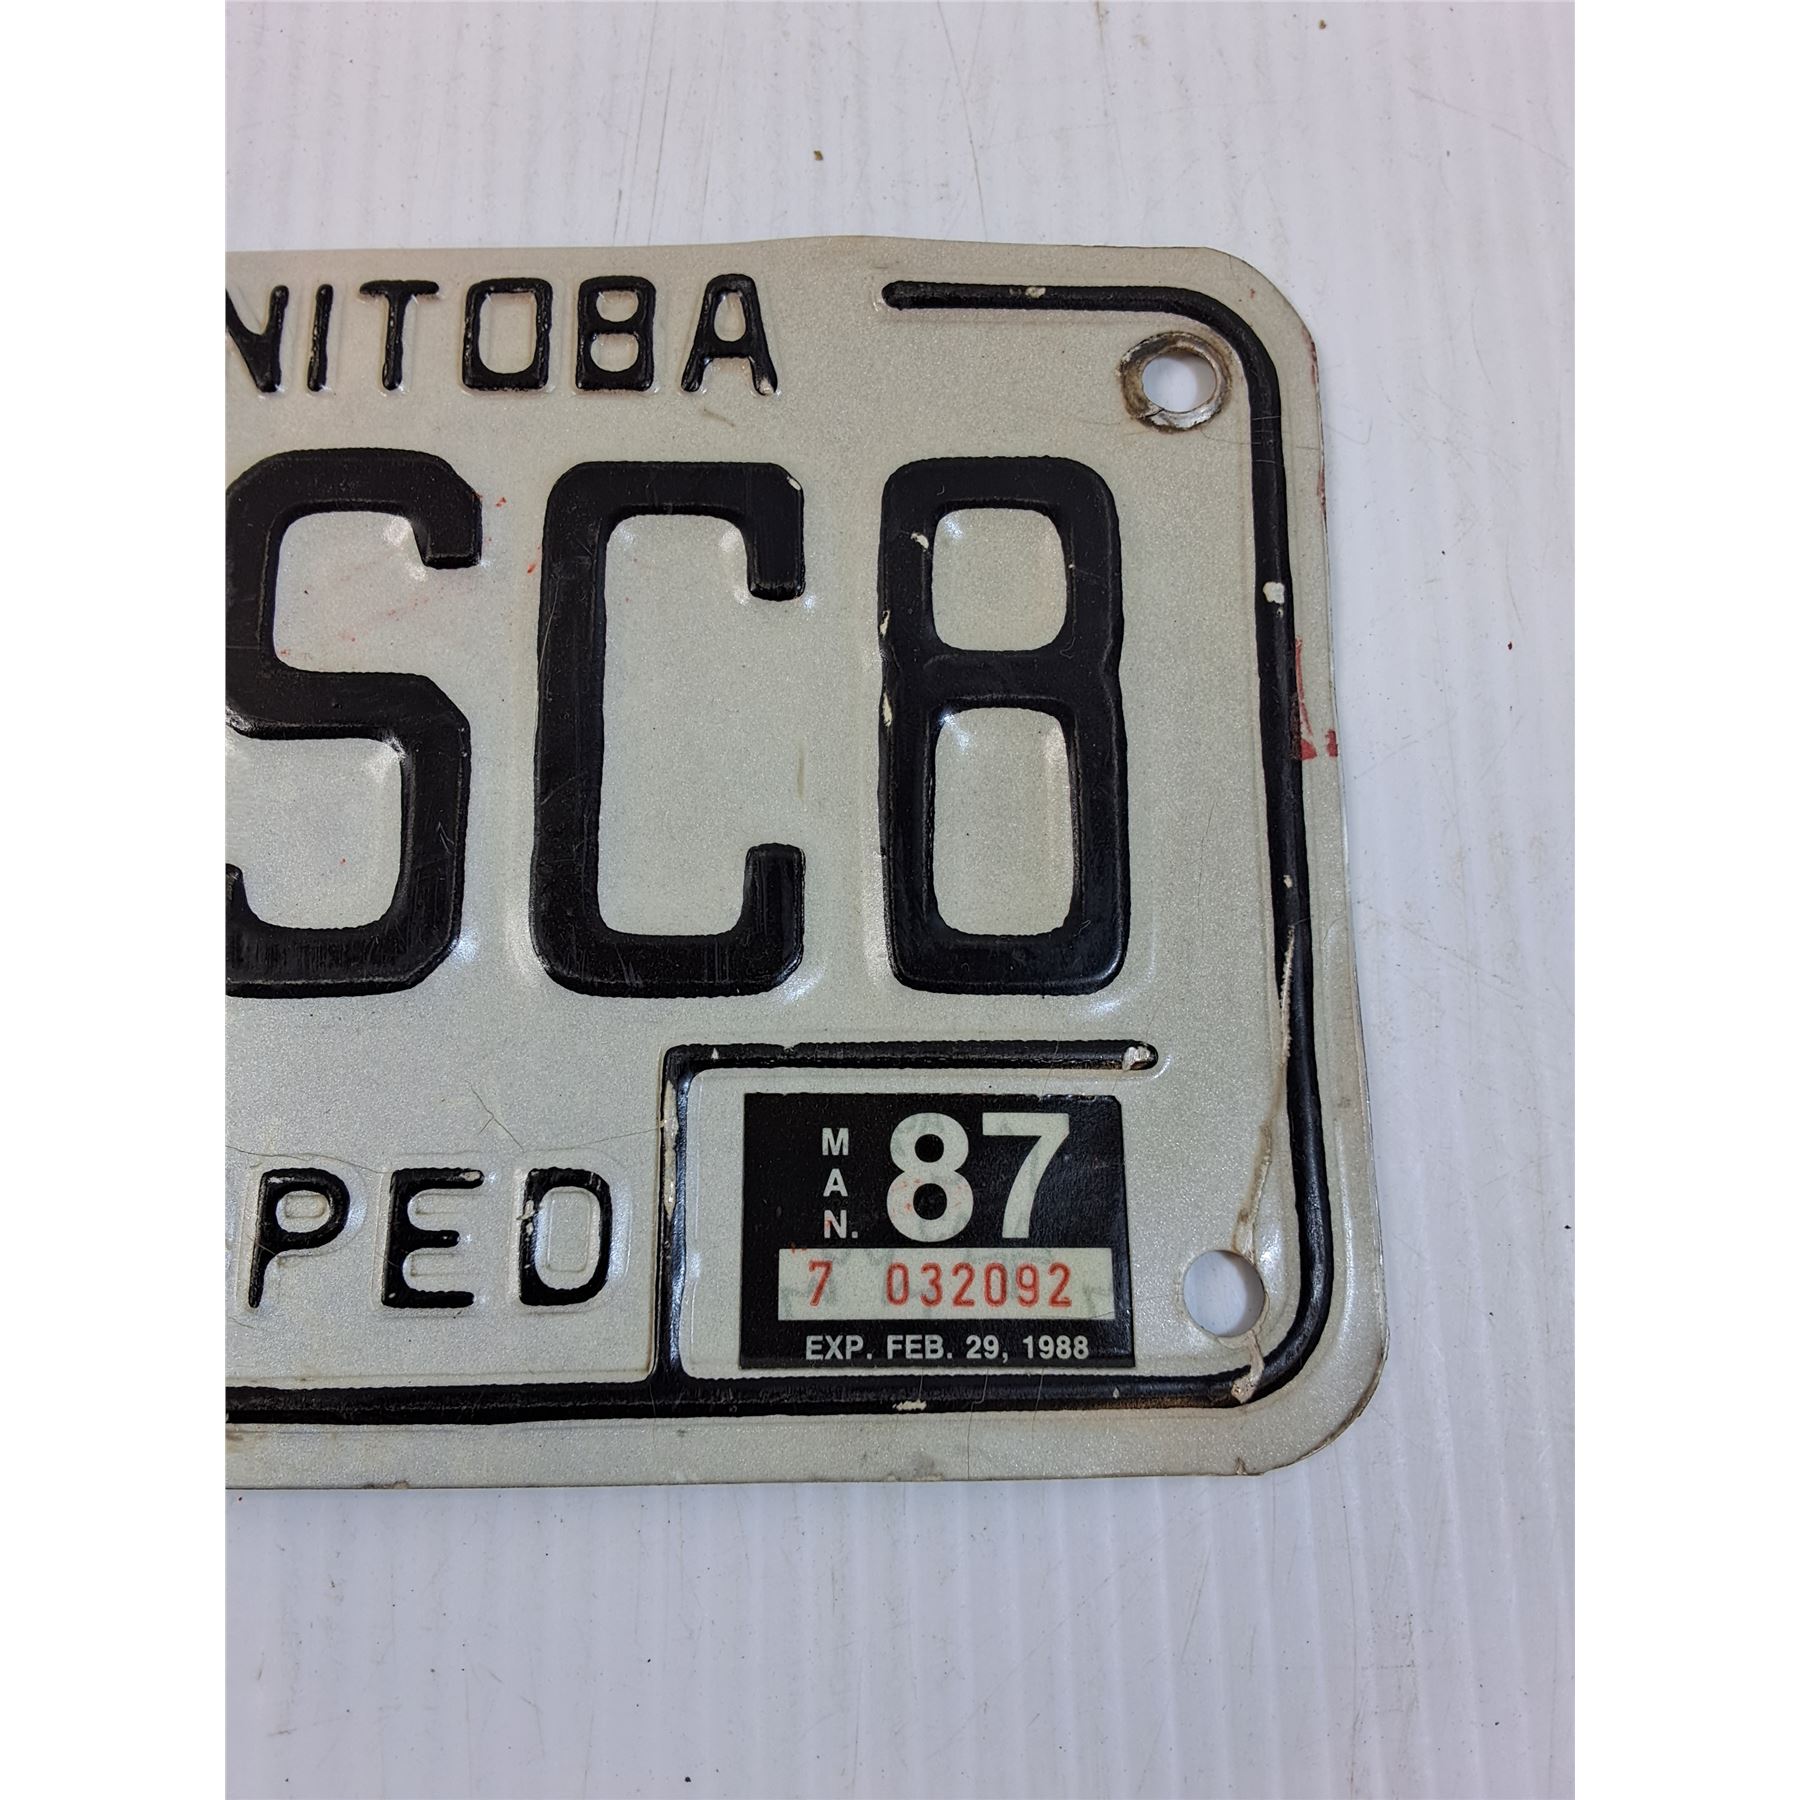 NITOBA
SC8
PED
MAN. 87
7 032092
EXP. FEB. 29, 1988